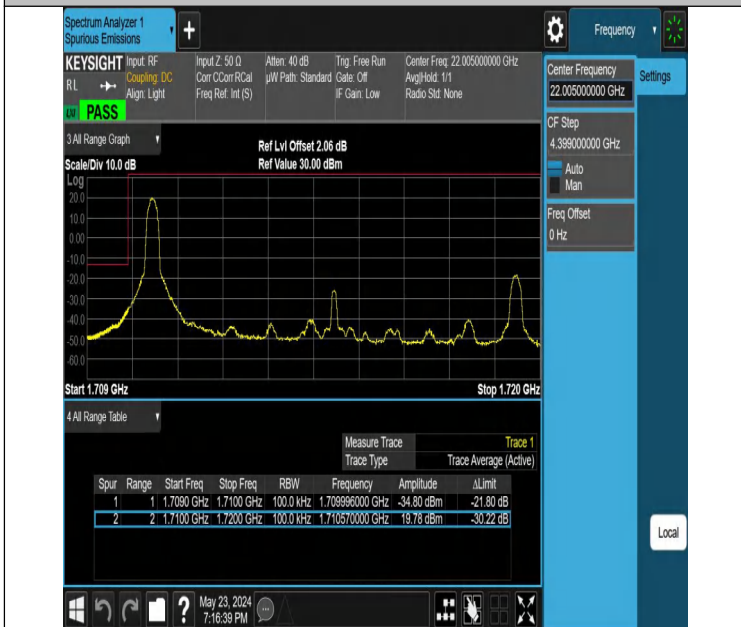 Spectrum Analyzer 1
Spurious Emissions
Frequency
KEYSIGHT Input: RF Input Z: 50 Ω Atten: 40 dB Trig: Free Run Center Freq: 22.005000000 GHz
RL Coupling: DC Corr CCorr RCal µW Path: Standard Gate: Off Avg|Hold: 1/1
Align: Light Freq Ref: Int (S) IF Gain: Low Radio Std: None
PASS
3 All Range Graph
Ref Lvl Offset 2.06 dB
Scale/Div 10.0 dB Ref Value 30.00 dBm
Log
20.0
10.0
0.00
-10.0
-20.0
-30.0
-40.0
-50.0
-60.0
Start 1.709 GHz Stop 1.720 GHz
4 All Range Table
Measure Trace Trace 1
Trace Type Trace Average (Active)
Spur Range Start Freq Stop Freq RBW Frequency Amplitude ΔLimit
1 1 1.7090 GHz 1.7100 GHz 100.0 kHz 1.709996000 GHz -34.80 dBm -21.80 dB
2 2 1.7100 GHz 1.7200 GHz 100.0 kHz 1.710570000 GHz 19.78 dBm -30.22 dB
Center Frequency
22.005000000 GHz
Settings
CF Step
4.399000000 GHz
Auto
Man
Freq Offset
0 Hz
Local
? May 23, 2024
7:16:39 PM